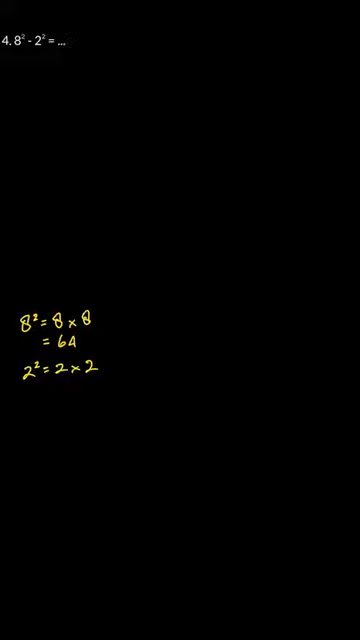 4. 8² - 2² = ...
8² = 8 × 8
= 64
2² = 2 × 2